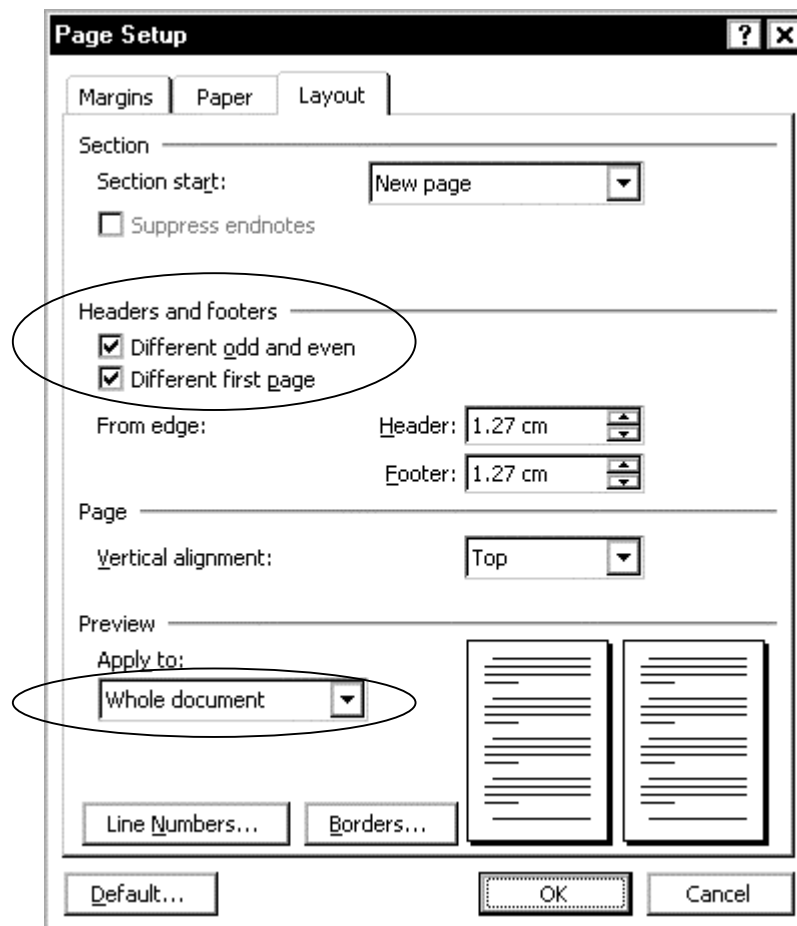 Page Setup
Margins Paper Layout
Section
Section start: New page
Suppress endnotes
Headers and footers
Different odd and even
Different first page
From edge: Header: 1.27 cm
Footer: 1.27 cm
Page
Vertical alignment: Top
Preview
Apply to:
Whole document
Line Numbers... Borders...
Default... OK Cancel